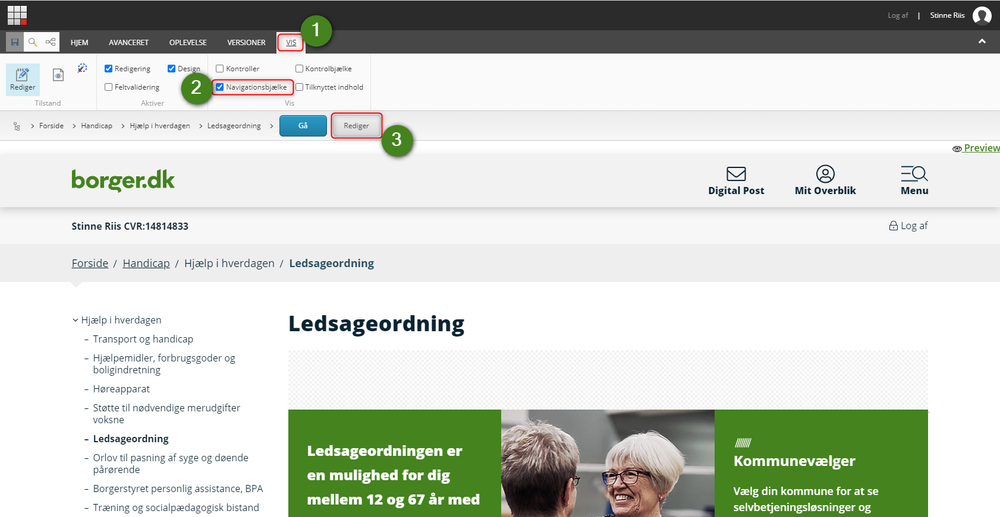 Log af | Stinne Riis
HJEM AVANCERET OPLEVELSE VERSIONER VIS
1
Rediger
Tilstand
Redigering Design
Feltvalidering
Aktiver
2
Kontroller Kontrolbjælke
Navigationsbjælke Tilknyttet indhold
Vis
Forside Handicap Hjælp i hverdagen Ledsageordning Gå Rediger
3
Preview
borger.dk
Digital Post Mit Overblik Menu
Stinne Riis CVR:14814833 Log af
Forside / Handicap / Hjælp i hverdagen / Ledsageordning
Hjælp i hverdagen
– Transport og handicap
– Hjælpemidler, forbrugsgoder og
boligindretning
– Høreapparat
– Støtte til nødvendige merudgifter
voksne
– Ledsageordning
– Orlov til pasning af syge og døende
pårørende
– Borgerstyret personlig assistance, BPA
– Træning og socialpædagogisk bistand
Ledsageordning
Ledsageordningen er
en mulighed for dig
mellem 12 og 67 år med
Kommunevælger
Vælg din kommune for at se
selvbetjeningsløsninger og